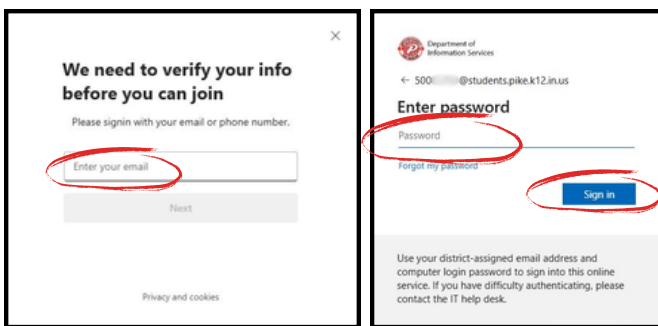 We need to verify your info
before you can join
Please signin with your email or phone number.
Enter your email
Next
Privacy and cookies
Department of
Information Services
← 500 @students.pike.k12.in.us
Enter password
Password
Forgot my password
Sign in
Use your district-assigned email address and
computer login password to sign into this online
service. If you have difficulty authenticating, please
contact the IT help desk.